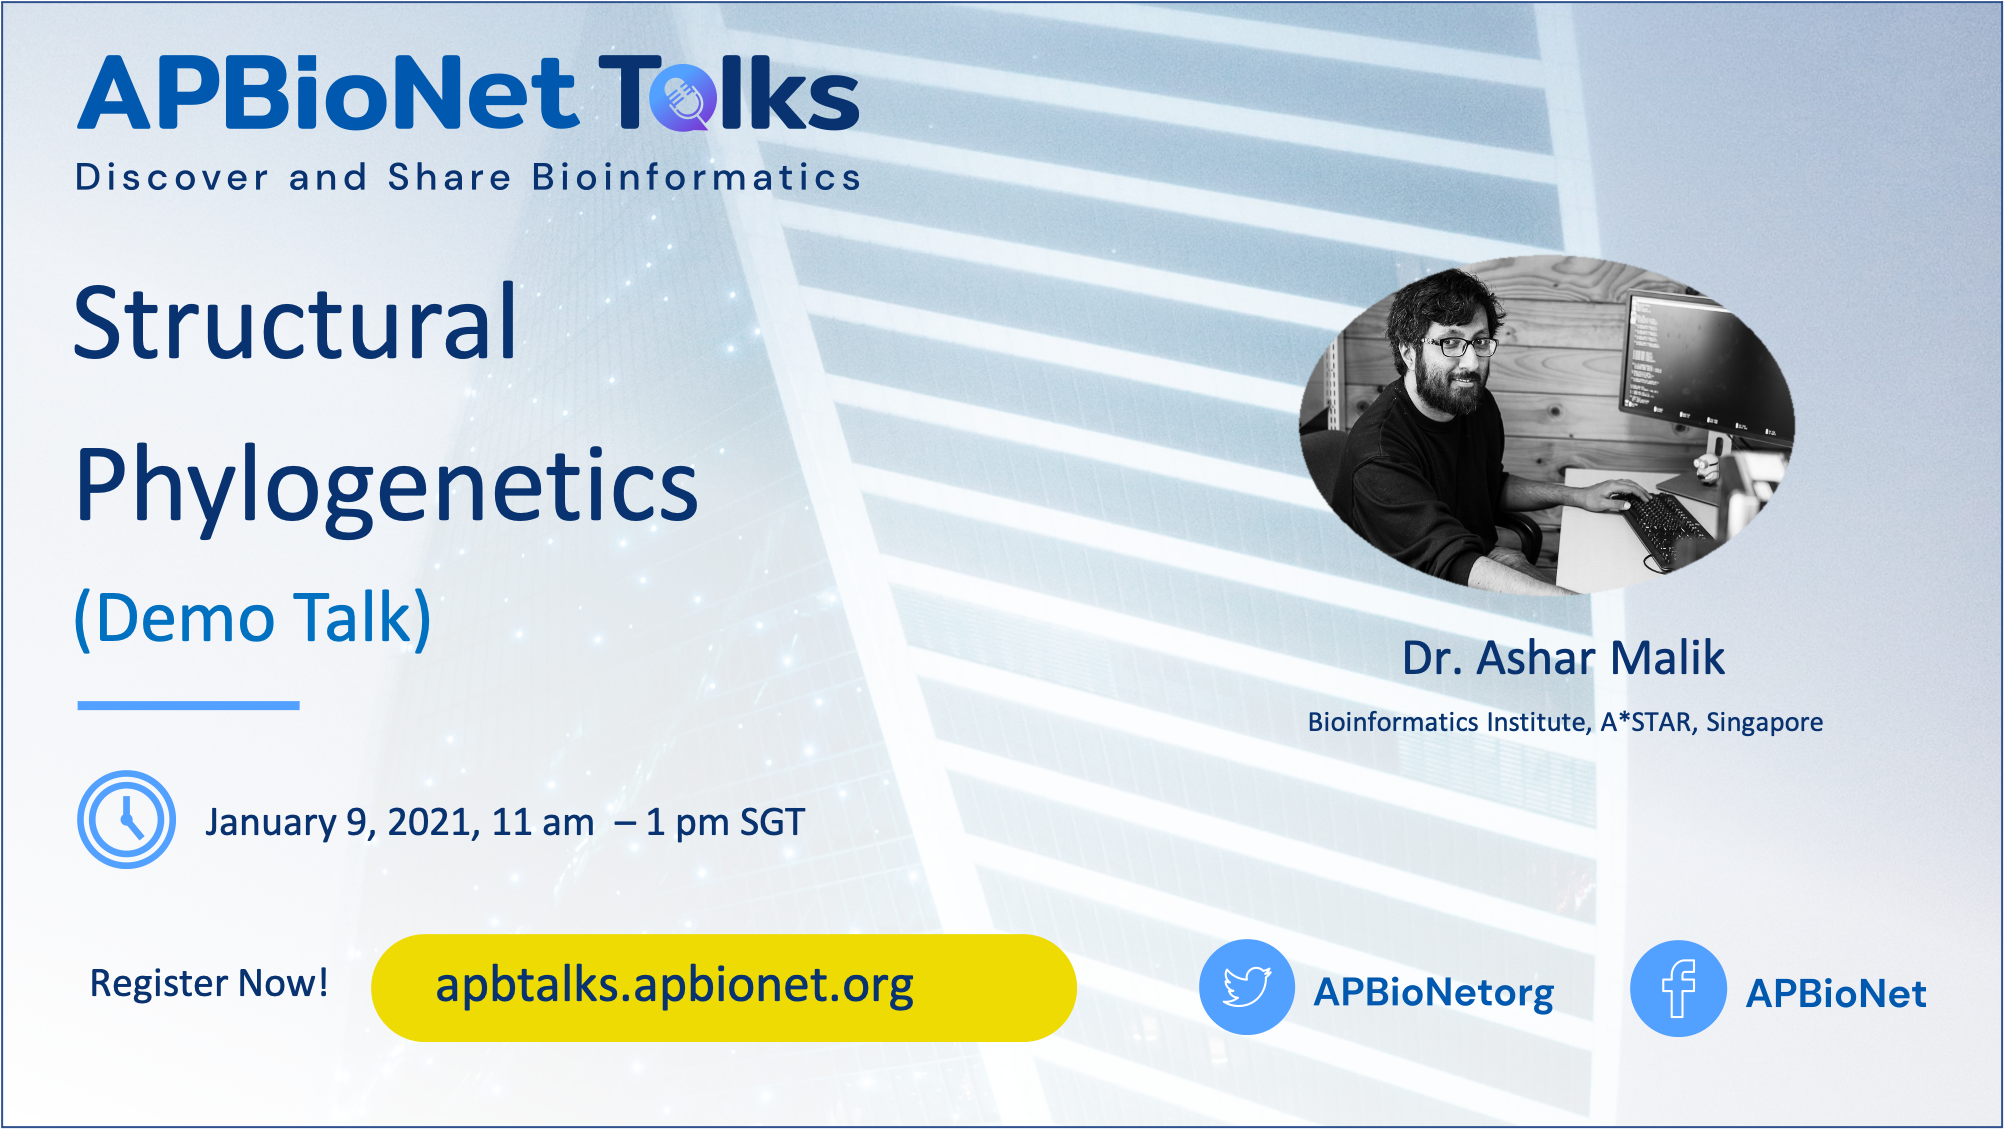 APBioNet Talks
Discover and Share Bioinformatics
Structural
Phylogenetics
(Demo Talk)
January 9, 2021, 11 am – 1 pm SGT
Register Now!
apbtalks.apbionet.org
Dr. Ashar Malik
Bioinformatics Institute, A*STAR, Singapore
APBioNetorg
APBioNet